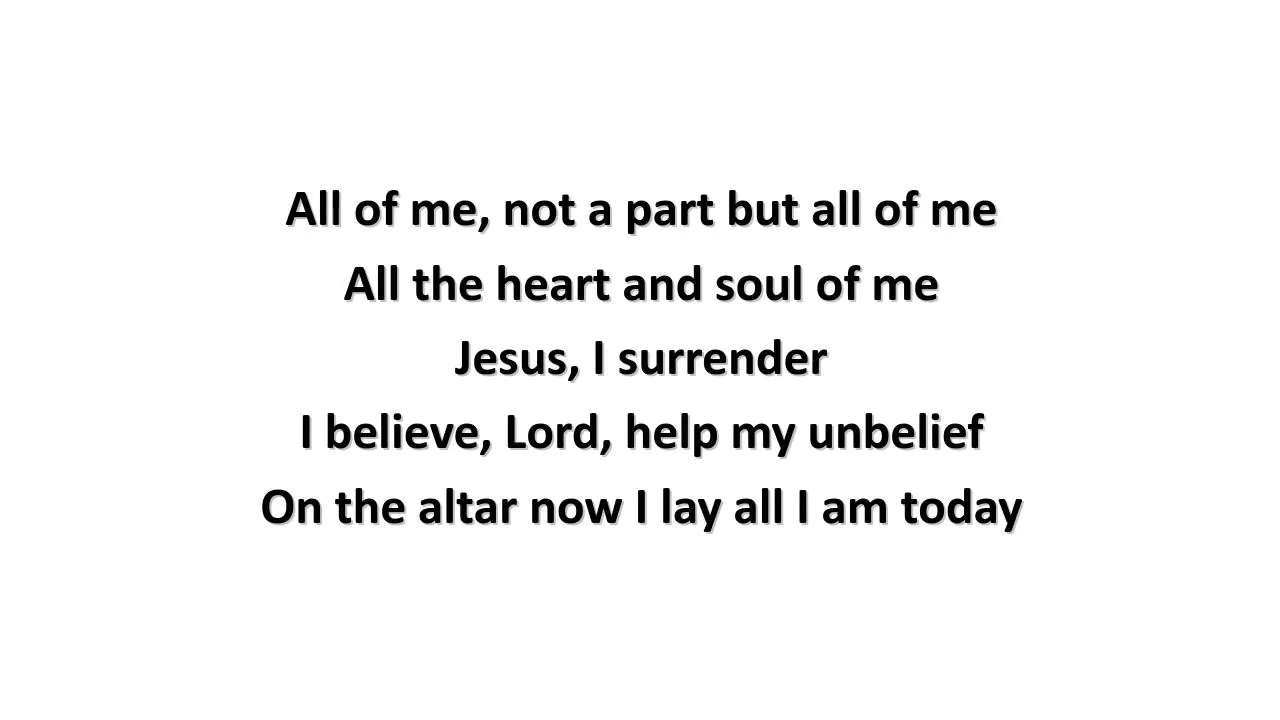 All of me, not a part but all of me
All the heart and soul of me
Jesus, I surrender
I believe, Lord, help my unbelief
On the altar now I lay all I am today